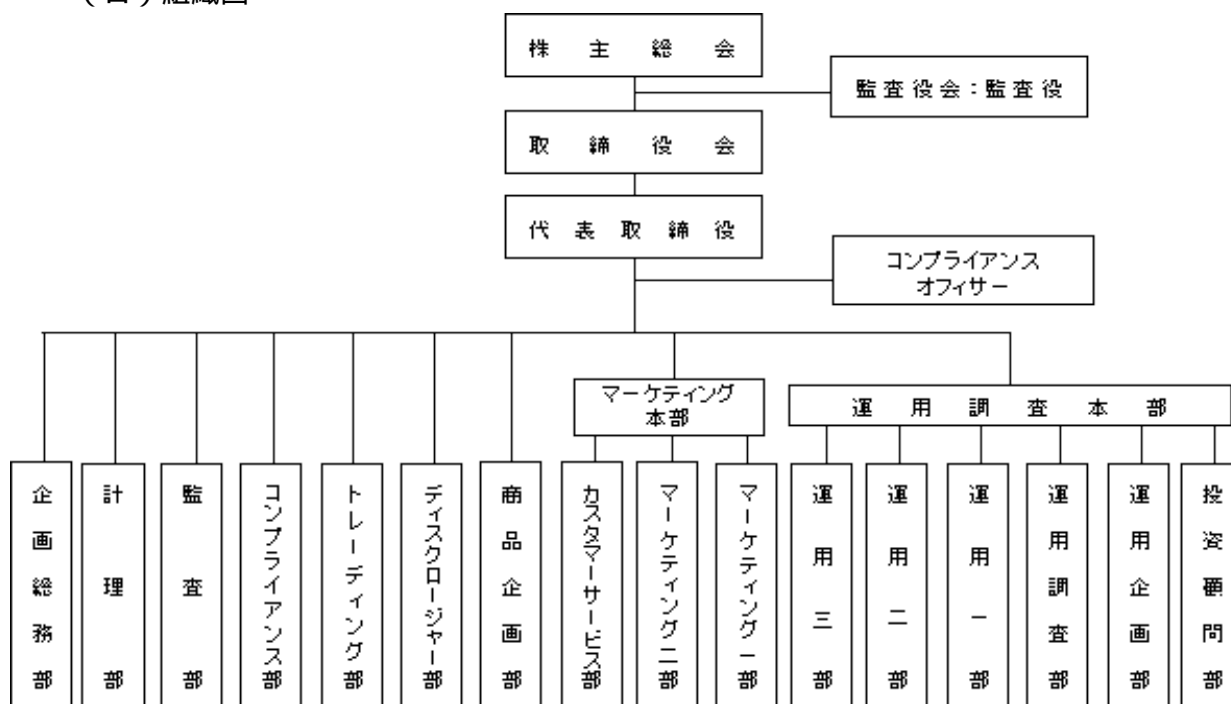 株主総会
監査役会：監査役
取締役会
代表取締役
コンプライアンス
オフィサー
マーケティング
本部
運用調査本部
企画総務部
計理部
監査部
コンプライアンス部
トレーディング部
ディスクロージャー部
商品企画部
カスタマーサービス部
マーケティング二部
マーケティング一部
運用三部
運用二部
運用一部
運用調査部
運用企画部
投資顧問部